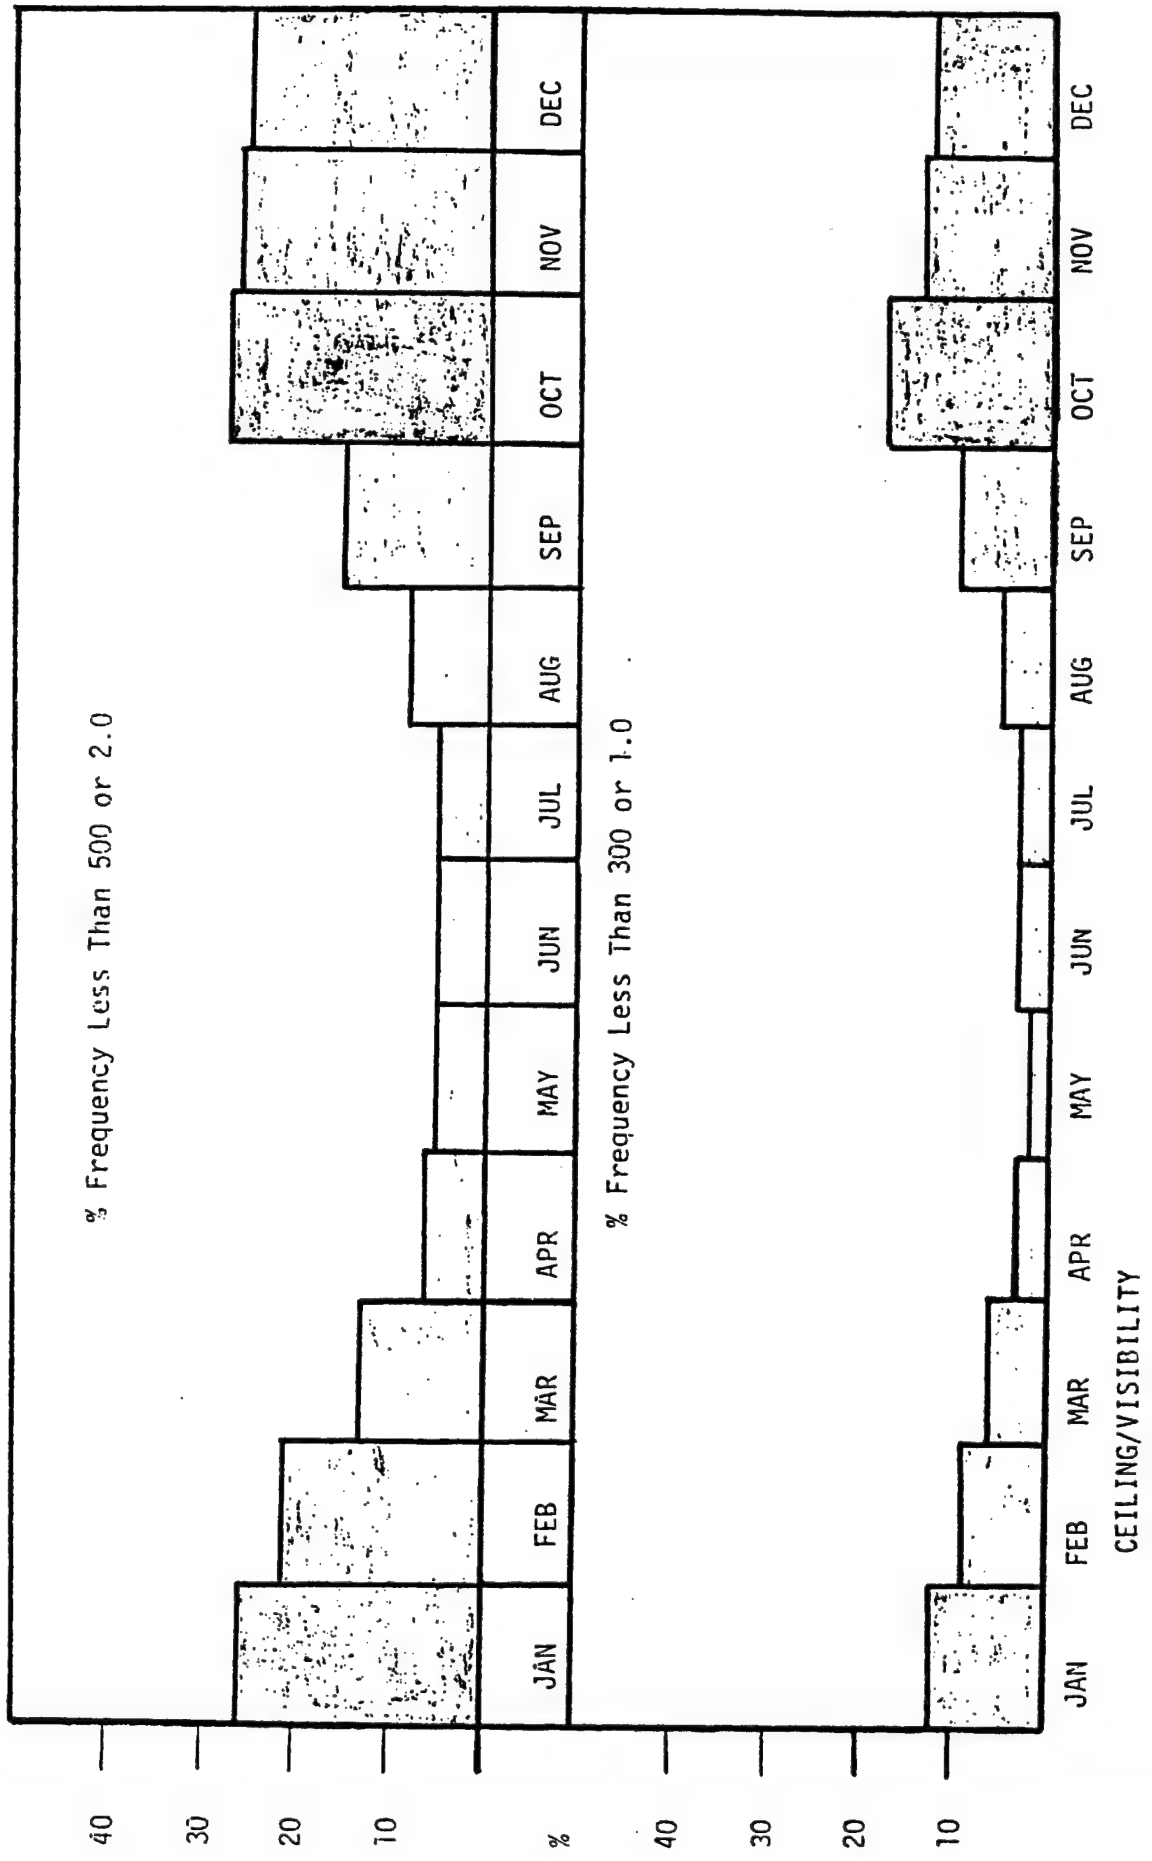 % Frequency Less Than 500 or 2.0
40
30
20
10
%
JAN FEB MAR APR MAY JUN JUL AUG SEP OCT NOV DEC
% Frequency Less Than 300 or 1.0
40
30
20
10
JAN FEB MAR APR MAY JUN JUL AUG SEP OCT NOV DEC
CEILING/VISIBILITY